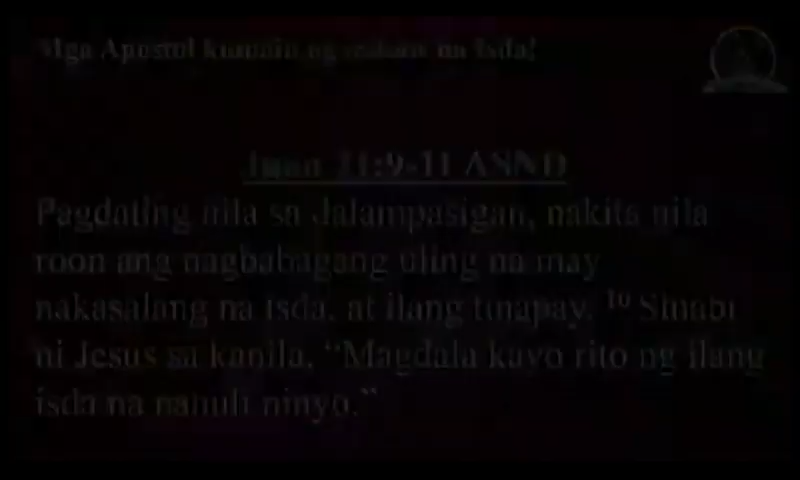 Mga Apostol kumain ng na Isda!
Juan 21:9-11 ASND
Pagdating nila sa dalampasigan, nakita nila
roon ang nagbabagang uling na may
nakasalang na isda, at ilang tinapay. 10 Sinabi
ni Jesus sa kanila, “Magdala kayo rito ng ilang
isda na nahuli ninyo.”